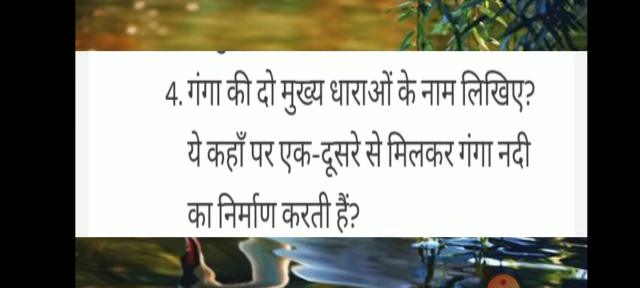 4. गंगा की दो मुख्य धाराओं के नाम लिखिए?
ये कहाँ पर एक-दूसरे से मिलकर गंगा नदी
का निर्माण करती हैं?